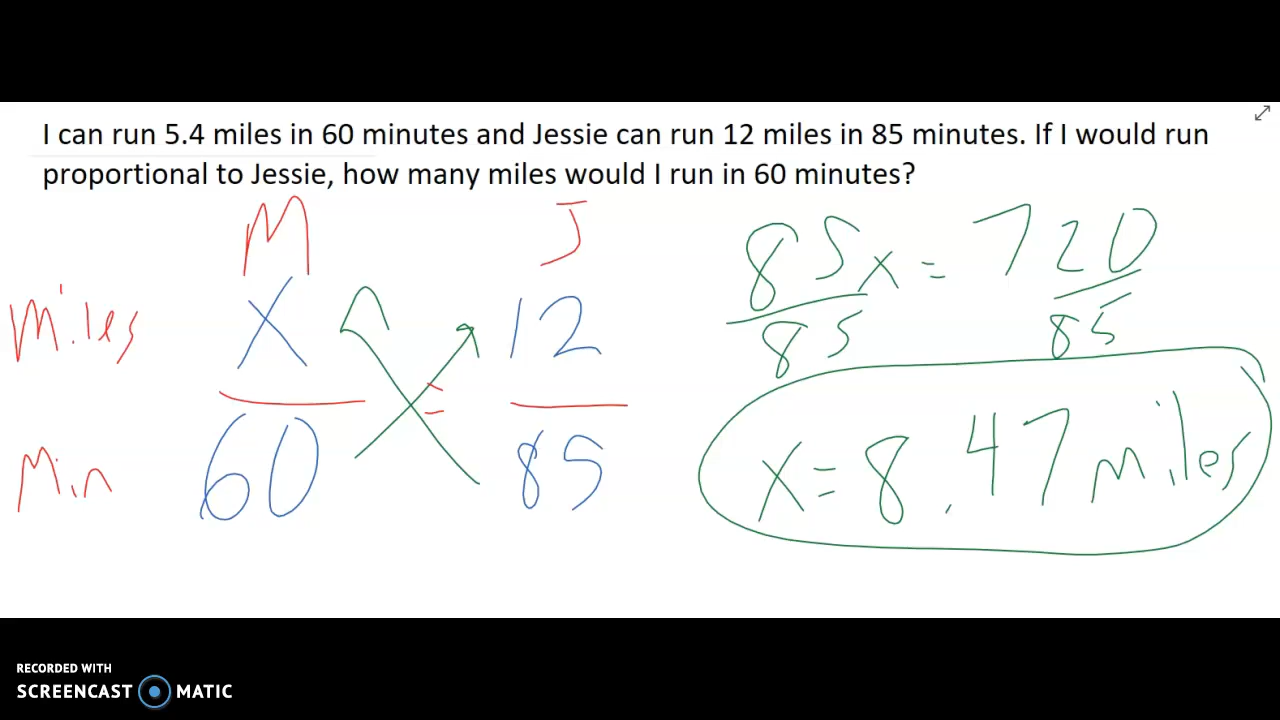 I can run 5.4 miles in 60 minutes and Jessie can run 12 miles in 85 minutes. If I would run
proportional to Jessie, how many miles would I run in 60 minutes?
M J
Miles X = 12
Min 60 85
85x = 720
85 85
x = 8.47 miles
RECORDED WITH
SCREENCAST MATIC